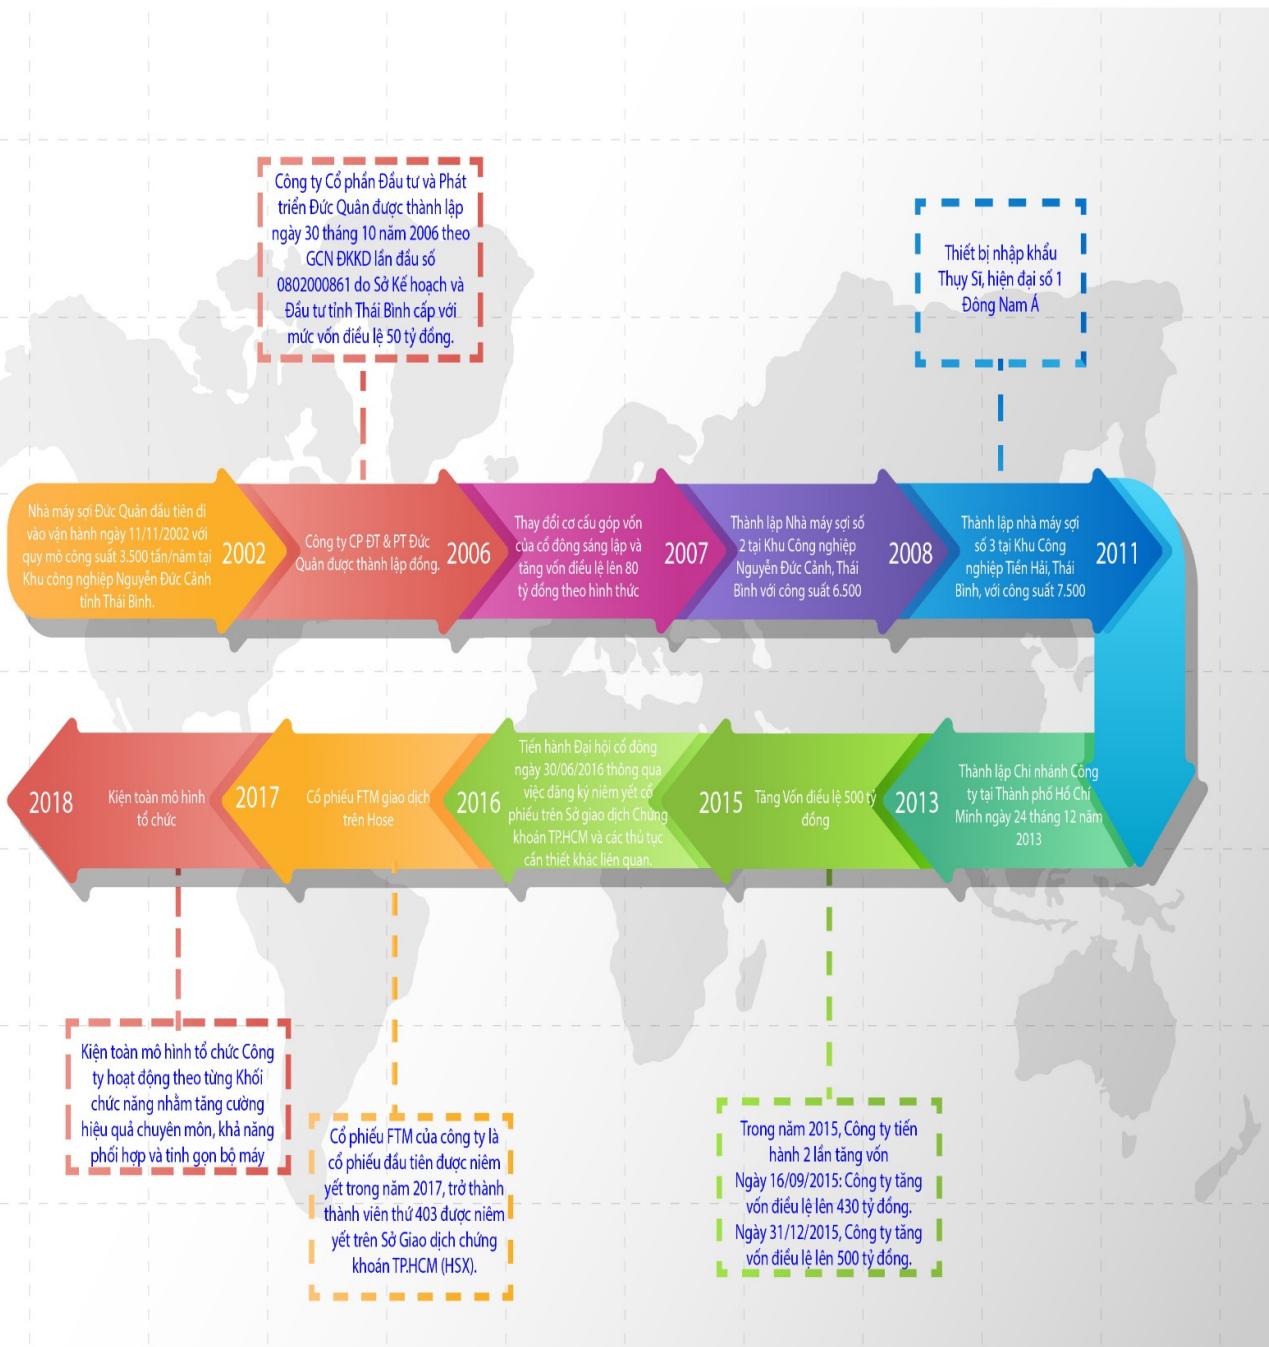 Công ty Cổ phần Đầu tư và Phát
triển Đức Quân được thành lập
ngày 30 tháng 10 năm 2006 theo
GCN ĐKKD lần đầu số
0802000861 do Sở Kế hoạch và
Đầu tư tỉnh Thái Bình cấp với
mức vốn điều lệ 50 tỷ đồng.
Thiết bị nhập khẩu
Thụy Sĩ, hiện đại số 1
Đông Nam Á
Nhà máy sợi Đức Quân đầu tiên đi
vào vận hành ngày 11/11/2002 với
quy mô công suất 3.500 tấn/năm tại
Khu công nghiệp Nguyễn Đức Cảnh
tỉnh Thái Bình.
2002
Công ty CP ĐT & PT Đức
Quân được thành lập đồng.
2006
Thay đổi cơ cấu góp vốn
của cổ đông sáng lập và
tăng vốn điều lệ lên 80
tỷ đồng theo hình thức
2007
Thành lập Nhà máy sợi số
2 tại Khu Công nghiệp
Nguyễn Đức Cảnh, Thái
Bình với công suất 6.500
2008
Thành lập nhà máy sợi
số 3 tại Khu Công
nghiệp Tiền Hải, Thái
Bình, với công suất 7.500
2011
2018
Kiện toàn mô hình
tổ chức
2017
Cổ phiếu FTM giao dịch
trên Hose
2016
Tiến hành Đại hội cổ đông
ngày 30/06/2016 thông qua
việc đăng ký niêm yết cổ
phiếu trên Sở giao dịch Chứng
khoán TP.HCM và các thủ tục
cần thiết khác liên quan.
2015
Tăng Vốn điều lệ 500 tỷ
đồng
2013
Thành lập Chi nhánh Công
ty tại Thành phố Hồ Chí
Minh ngày 24 tháng 12 năm
2013
Kiện toàn mô hình tổ chức Công
ty hoạt động theo từng Khối
chức năng nhằm tăng cường
hiệu quả chuyên môn, khả năng
phối hợp và tinh gọn bộ máy
Cổ phiếu FTM của công ty là
cổ phiếu đầu tiên được niêm
yết trong năm 2017, trở thành
thành viên thứ 403 được niêm
yết trên Sở Giao dịch chứng
khoán TP.HCM (HSX).
Trong năm 2015, Công ty tiến
hành 2 lần tăng vốn
Ngày 16/09/2015: Công ty tăng
vốn điều lệ lên 430 tỷ đồng.
Ngày 31/12/2015, Công ty tăng
vốn điều lệ lên 500 tỷ đồng.